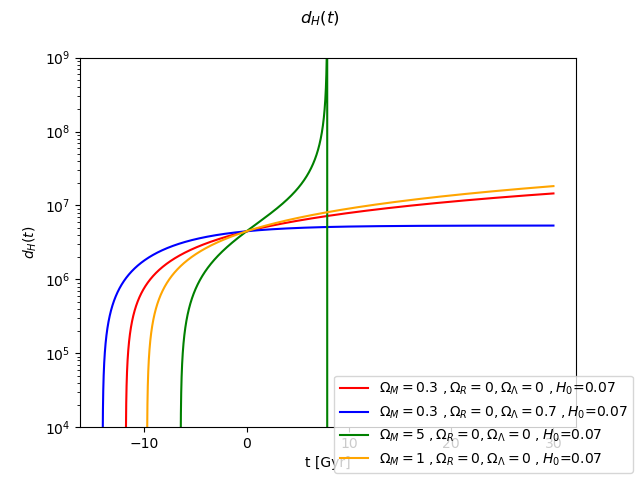 d_H(t)
10^9
10^8
10^7
10^6
10^5
10^4
d_H(t)
−10 0 10 20 30
t [Gyr]
Ω_M = 0.3 , Ω_R = 0, Ω_Λ = 0 , H_0=0.07
Ω_M = 0.3 , Ω_R = 0, Ω_Λ = 0.7 , H_0=0.07
Ω_M = 5 , Ω_R = 0, Ω_Λ = 0 , H_0=0.07
Ω_M = 1 , Ω_R = 0, Ω_Λ = 0 , H_0=0.07